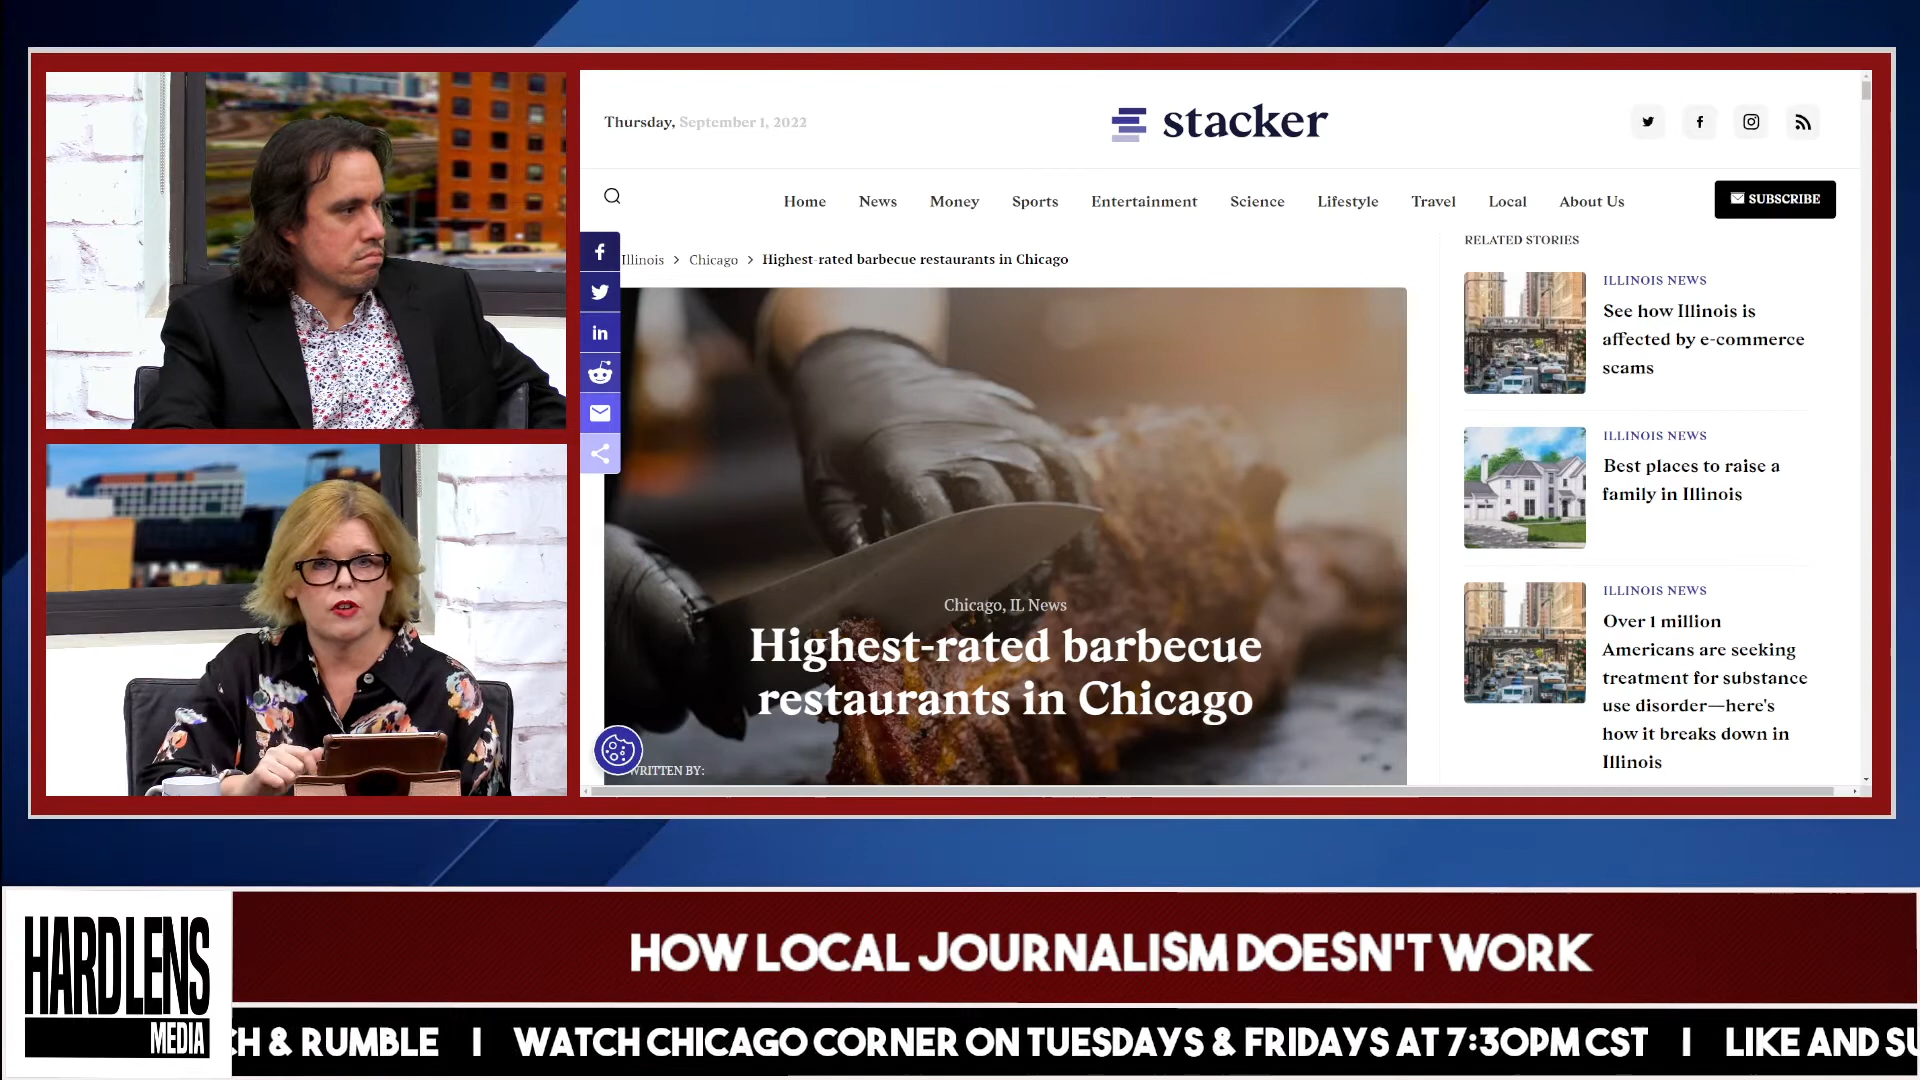 Thursday, September 1, 2022
stacker
Home News Money Sports Entertainment Science Lifestyle Travel Local About Us
SUBSCRIBE
Illinois > Chicago > Highest-rated barbecue restaurants in Chicago
Chicago, IL News
Highest-rated barbecue
restaurants in Chicago
WRITTEN BY:
RELATED STORIES
ILLINOIS NEWS
See how Illinois is
affected by e-commerce
scams
ILLINOIS NEWS
Best places to raise a
family in Illinois
ILLINOIS NEWS
Over 1 million
Americans are seeking
treatment for substance
use disorder—here's
how it breaks down in
Illinois
HARD LENS
MEDIA
HOW LOCAL JOURNALISM DOESN'T WORK
CH & RUMBLE | WATCH CHICAGO CORNER ON TUESDAYS & FRIDAYS AT 7:30PM CST | LIKE AND SU